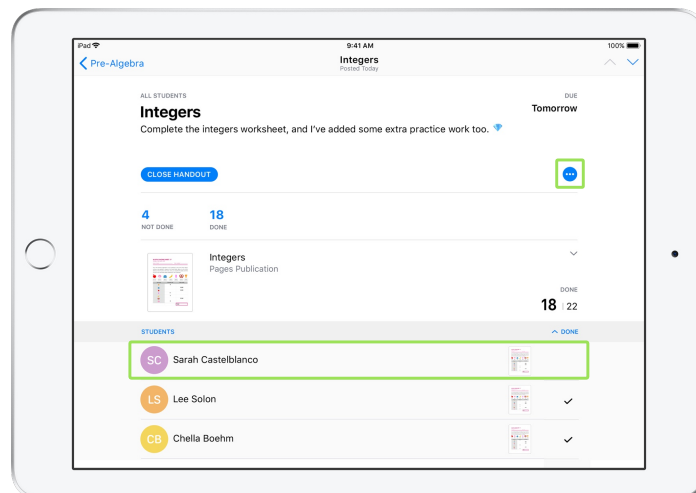 iPad 9:41 AM 100%
Pre-Algebra Integers
Posted Today
ALL STUDENTS DUE
Integers Tomorrow
Complete the integers worksheet, and I've added some extra practice work too.
CLOSE HANDOUT
4 18
NOT DONE DONE
Integers
Pages Publication
DONE
18 | 22
STUDENTS DONE
SC Sarah Castelblanco
LS Lee Solon
CB Chella Boehm